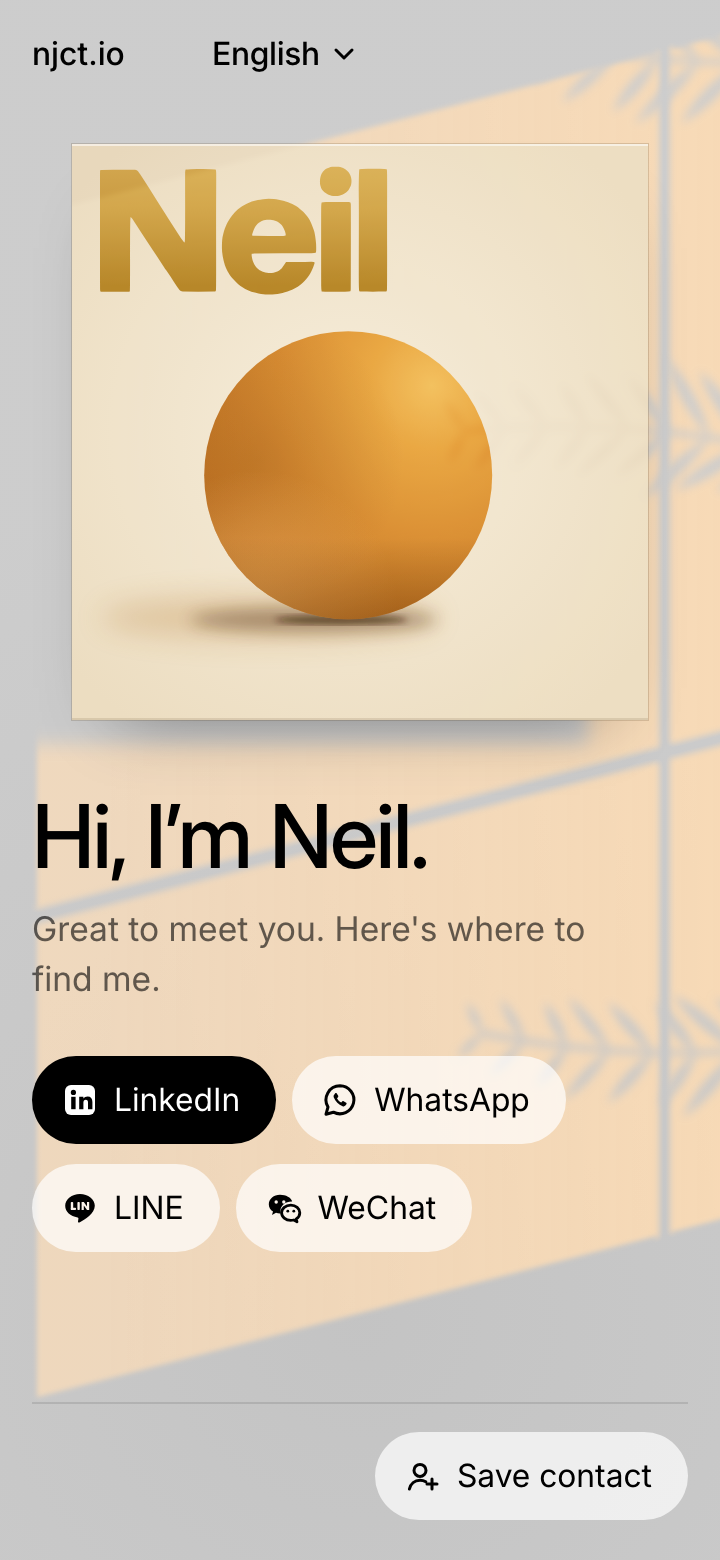 njct.io
English
Neil
Hi, I’m Neil.
Great to meet you. Here's where to
find me.
LinkedIn
WhatsApp
LINE
WeChat
Save contact